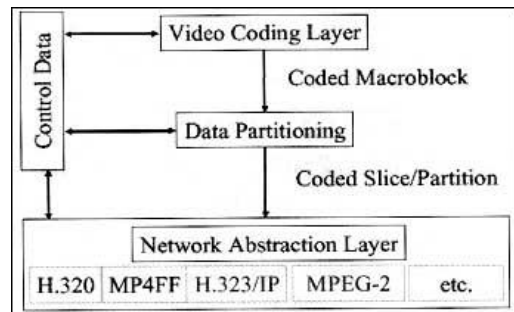 Control Data
Video Coding Layer
Coded Macroblock
Data Partitioning
Coded Slice/Partition
Network Abstraction Layer
H.320 MP4FF H.323/IP MPEG-2 etc.